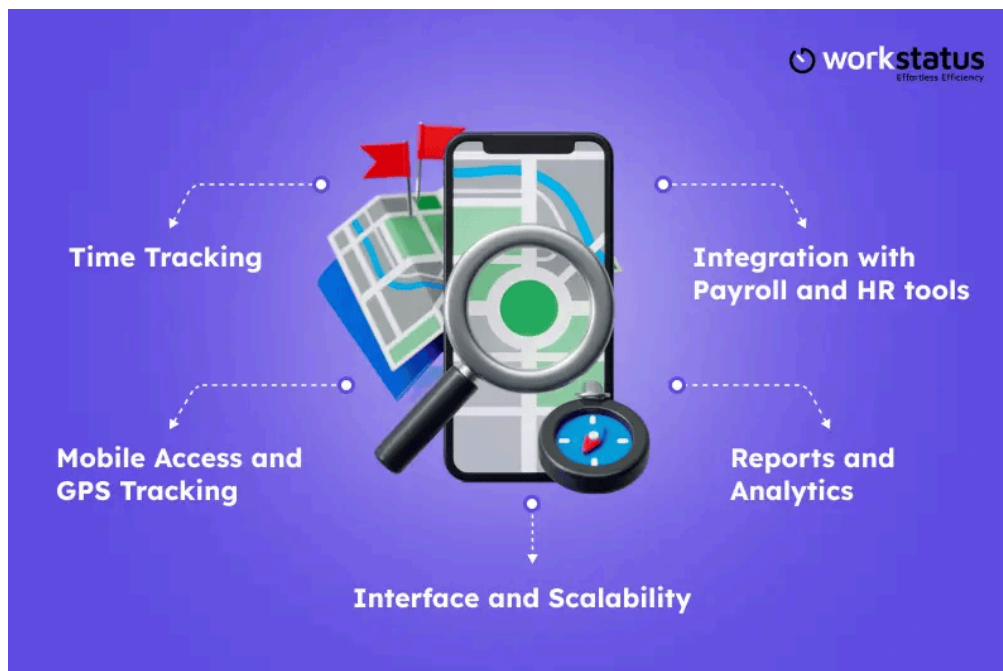 workstatus
Effortless Efficiency
Time Tracking
Integration with
Payroll and HR tools
Mobile Access and
GPS Tracking
Reports and
Analytics
Interface and Scalability